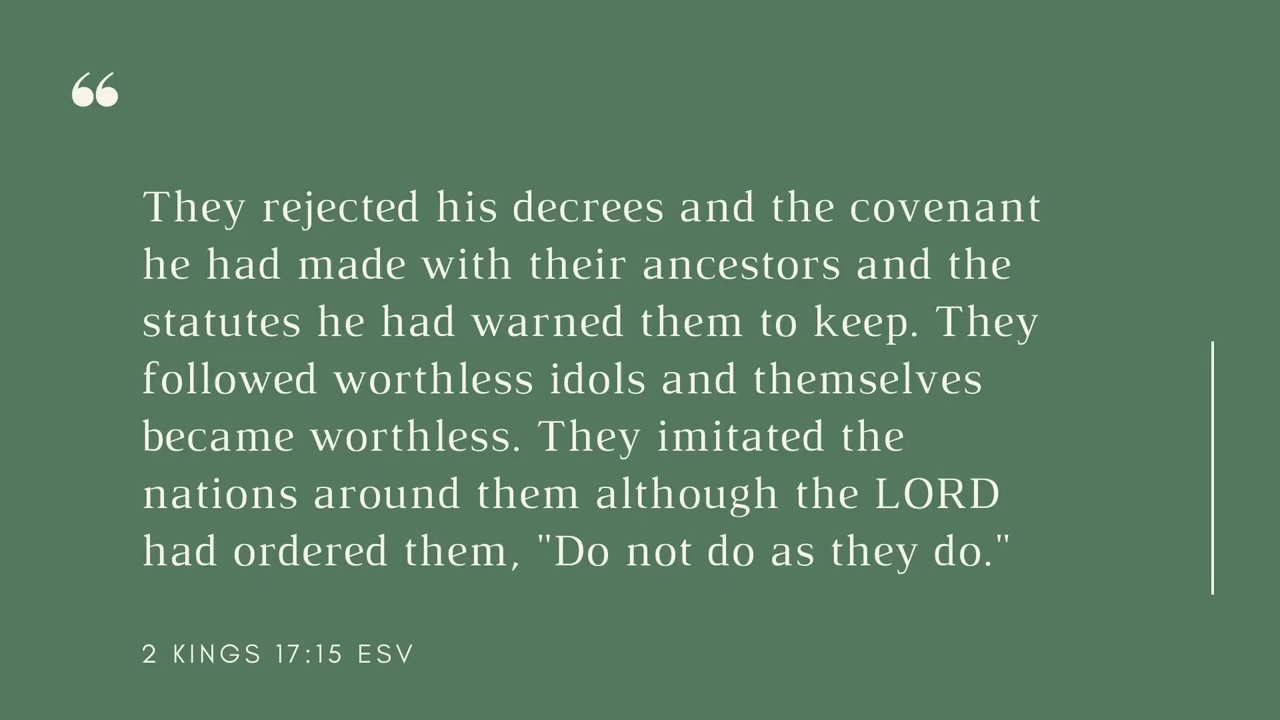 “
They rejected his decrees and the covenant
he had made with their ancestors and the
statutes he had warned them to keep. They
followed worthless idols and themselves
became worthless. They imitated the
nations around them although the LORD
had ordered them, "Do not do as they do."
2 KINGS 17:15 ESV